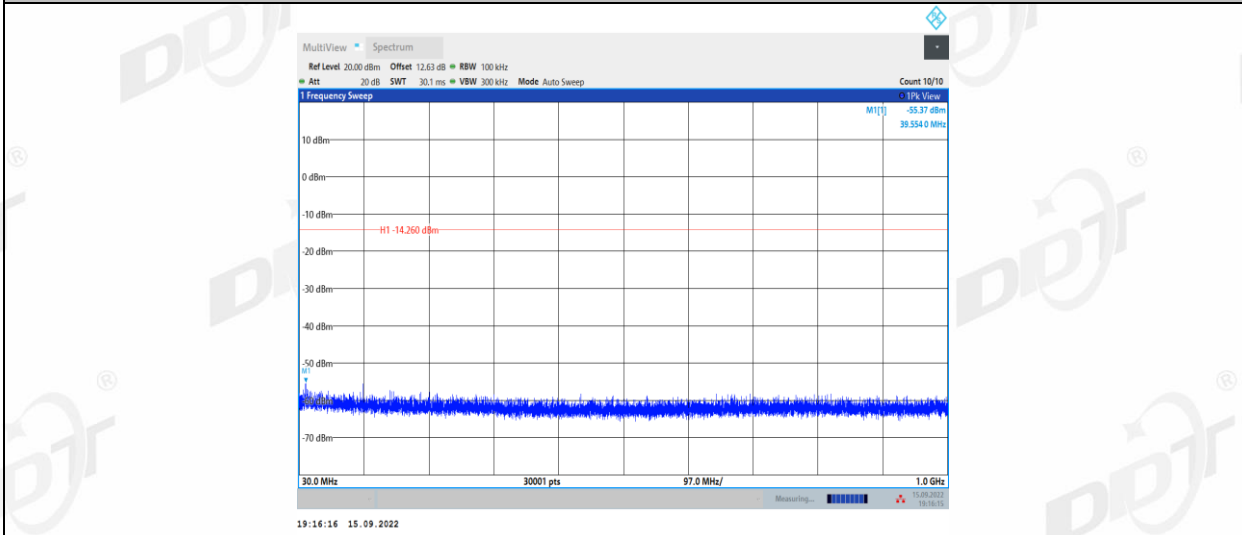 MultiView Spectrum
Ref Level 20.00 dBm Offset 12.63 dB RBW 100 kHz
Att 20 dB SWT 30.1 ms VBW 300 kHz Mode Auto Sweep Count 10/10
1 Frequency Sweep 1Pk View
M1[1] -55.37 dBm
39.554 0 MHz
10 dBm
0 dBm
-10 dBm
H1 -14.260 dBm
-20 dBm
-30 dBm
-40 dBm
-50 dBm
M1
-70 dBm
30.0 MHz 30001 pts 97.0 MHz/ 1.0 GHz
Measuring... 15.09.2022
19:16:15
19:16:16 15.09.2022
DDT ®